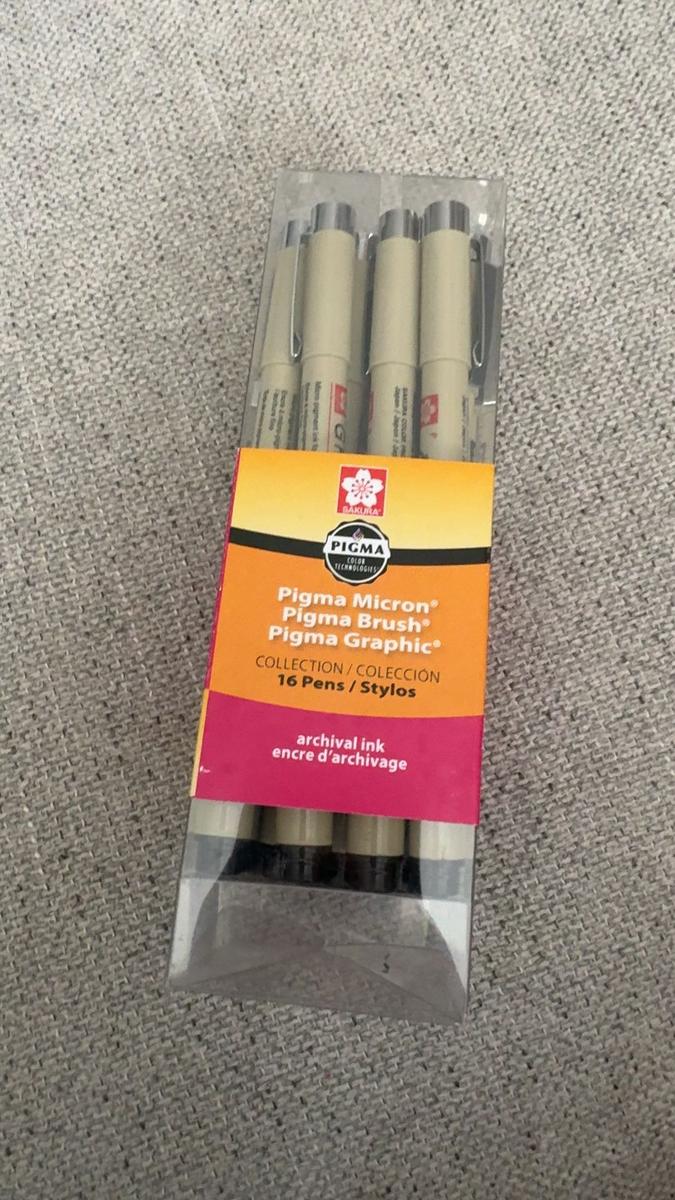 SAKURA
PIGMA
COLOR
TECHNOLOGIES
Pigma Micron®
Pigma Brush®
Pigma Graphic®
COLLECTION / COLECCIÓN
16 Pens / Stylos
archival ink
encre d'archivage